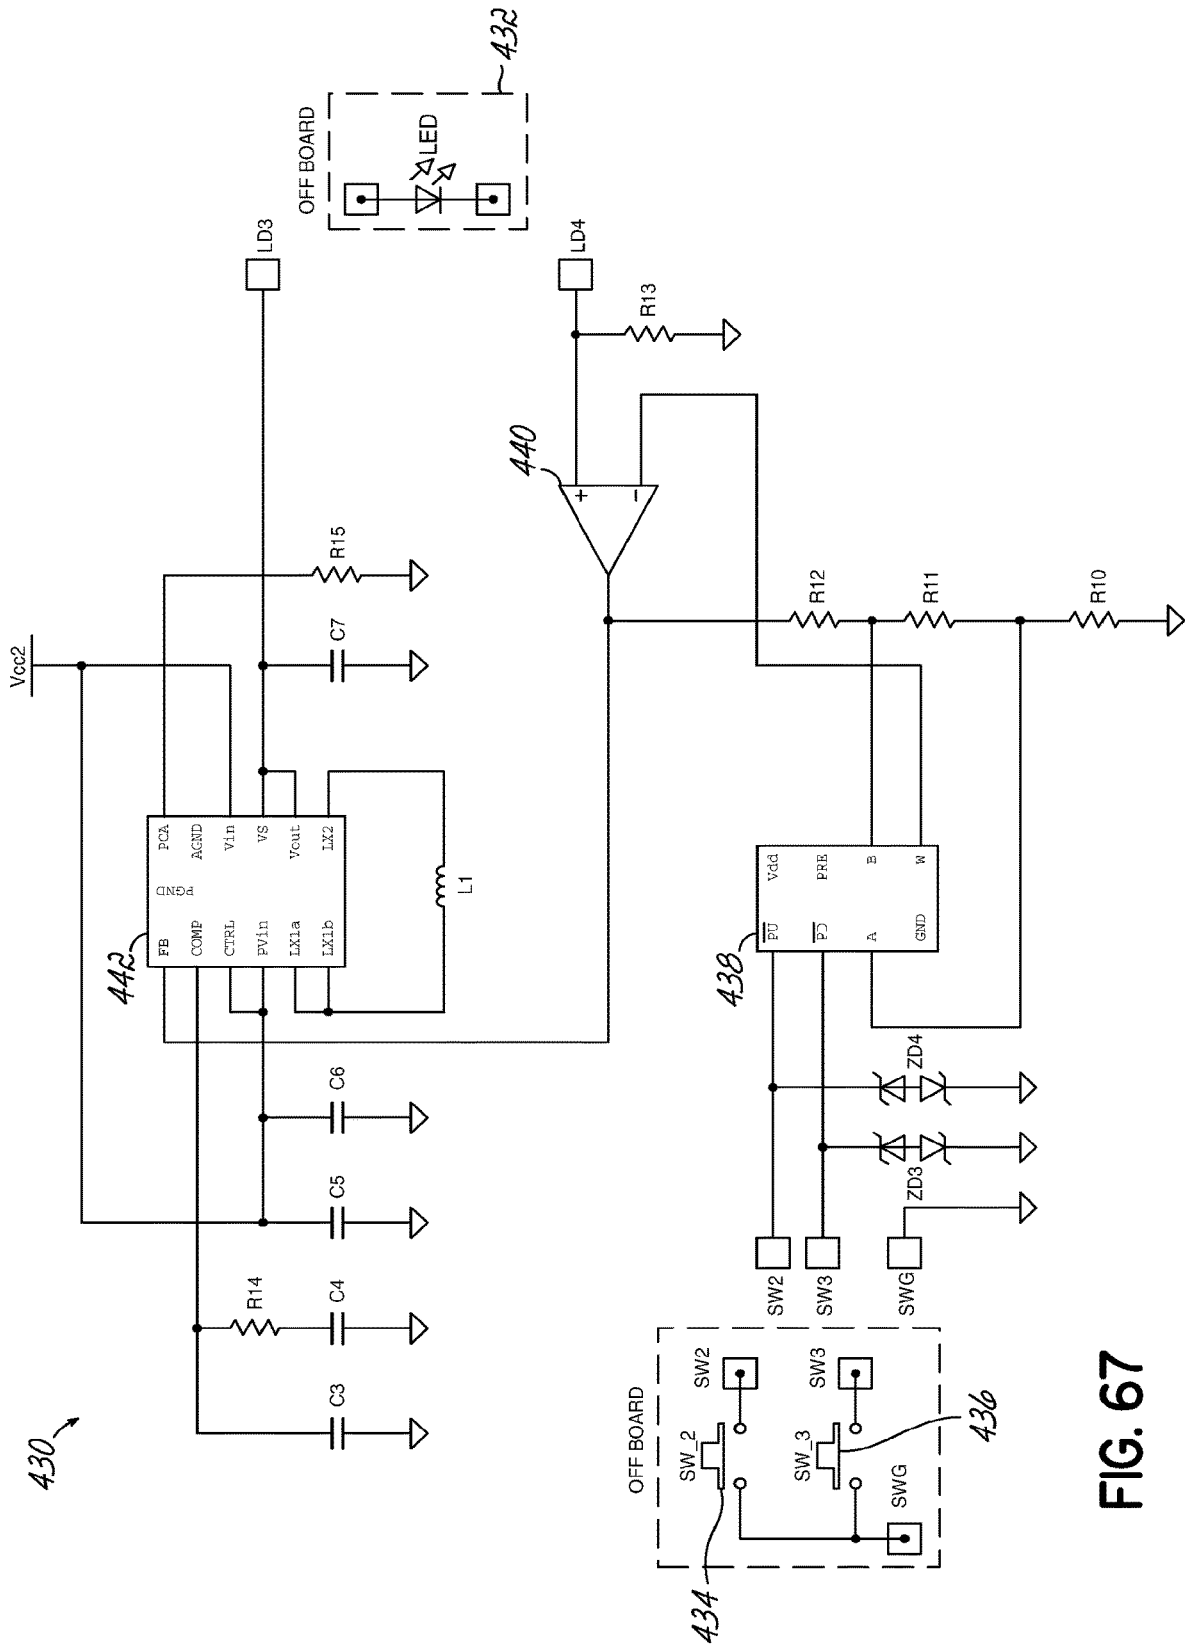 430
Vcc2
442
FB
PGND
PCA
COMP
AGND
CTRL
Vin
PVin
VS
LX1a
Vout
LX1b
LX2
L1
C3
R14
C4
C5
C6
C7
R15
LD3
OFF BOARD
LED
432
LD4
R13
440
+
−
R12
R11
R10
438
PU
Vdd
PD
PRE
A
B
GND
W
ZD4
ZD3
SW2
SW3
SWG
OFF BOARD
SW_2
SW2
SW_3
SW3
SWG
434
436
FIG. 67